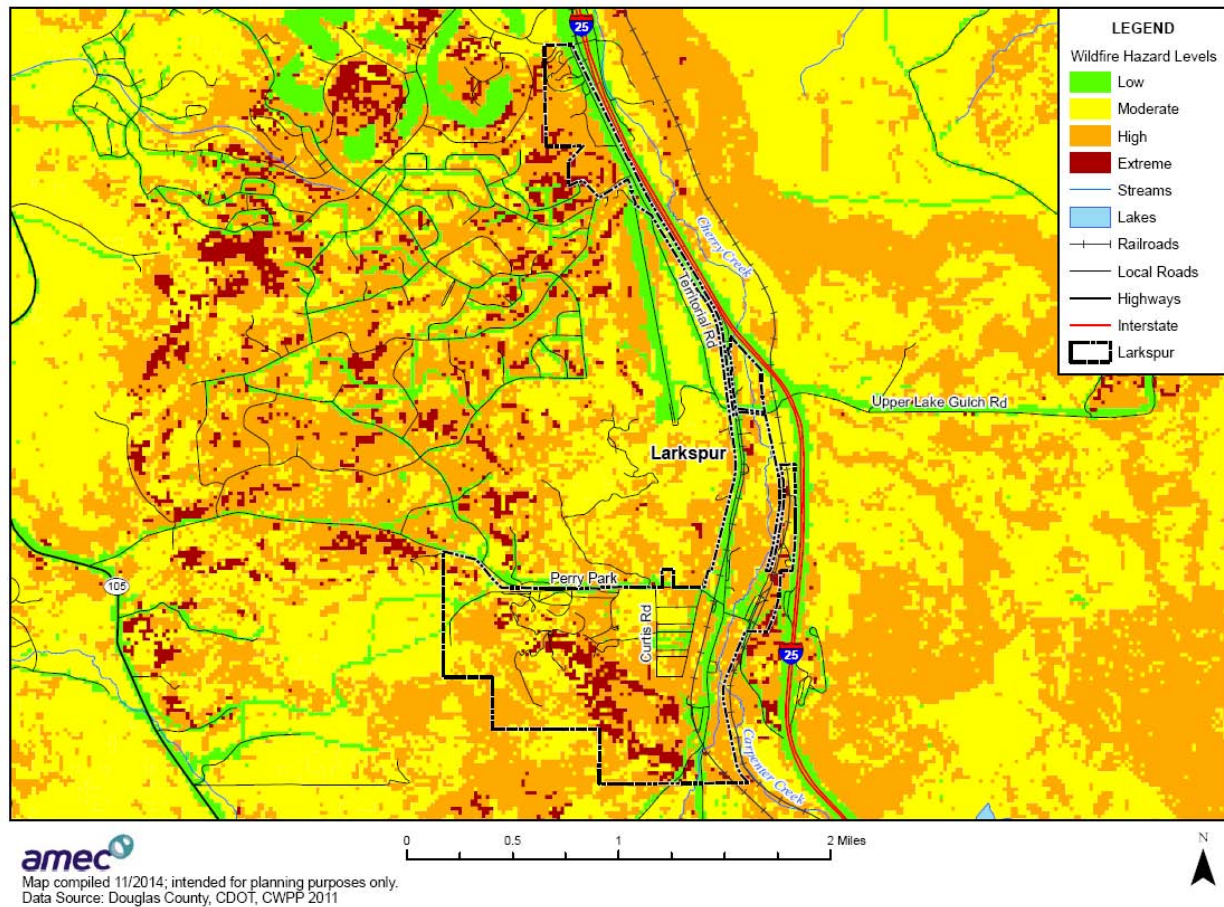 25
Cherry Creek
Territorial Rd
Upper Lake Gulch Rd
Larkspur
Perry Park
105
Curtis Rd
25
Carpenter Creek
LEGEND
Wildfire Hazard Levels
Low
Moderate
High
Extreme
Streams
Lakes
Railroads
Local Roads
Highways
Interstate
Larkspur
amec
Map compiled 11/2014; intended for planning purposes only.
Data Source: Douglas County, CDOT, CWPP 2011
0 0.5 1 2 Miles
N